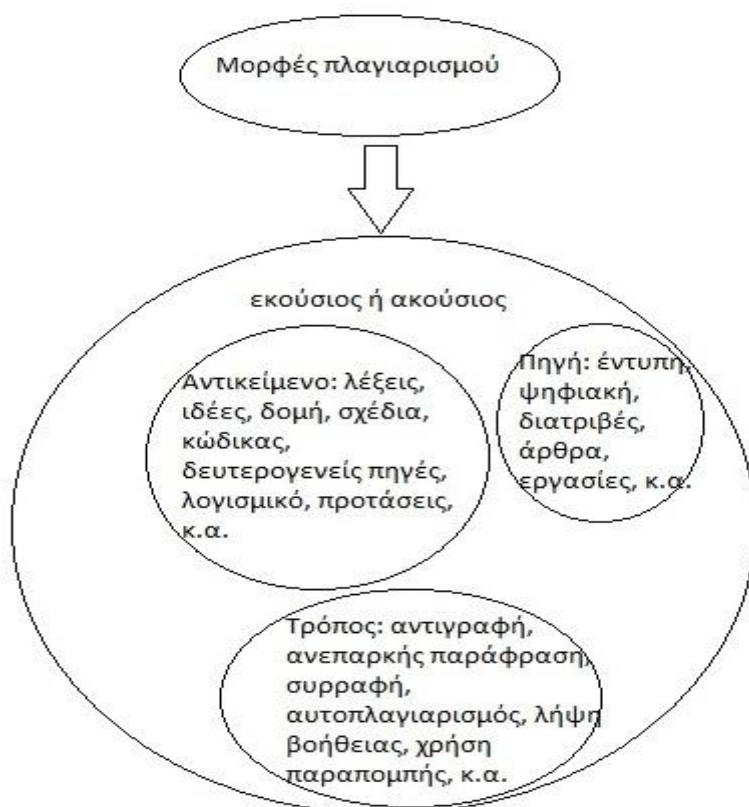 Μορφές πλαγιαρισμού
εκούσιος ή ακούσιος
Αντικείμενο: λέξεις,
ιδέες, δομή, σχέδια,
κώδικας,
δευτερογενείς πηγές,
λογισμικό, προτάσεις,
κ.α.
Πηγή: έντυπη,
ψηφιακή,
διατριβές,
άρθρα,
εργασίες, κ.α.
Τρόπος: αντιγραφή,
ανεπαρκής παράφραση,
συρραφή,
αυτοπλαγιαρισμός, λήψη
βοήθειας, χρήση
παραπομπής, κ.α.